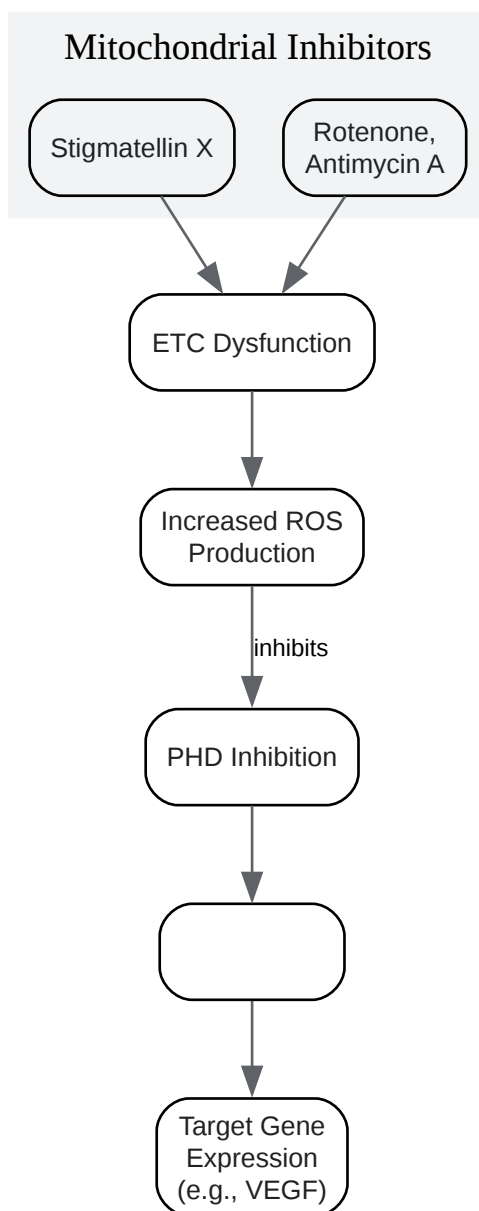 Mitochondrial Inhibitors
Stigmatellin X
Rotenone,
Antimycin A
ETC Dysfunction
Increased ROS
Production
inhibits
PHD Inhibition
Target Gene
Expression
(e.g., VEGF)